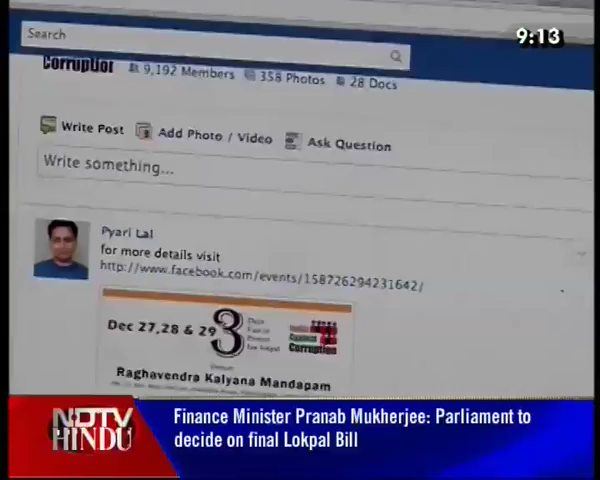 9:13
Search
Corruption
9,192 Members 358 Photos 28 Docs
Write Post Add Photo / Video Ask Question
Write something...
Pyari Lal
for more details visit
http://www.facebook.com/events/158726294231642/
Dec 27,28 & 29
3
India
Against
Corruption
Raghavendra Kalyana Mandapam
NDTV
HINDU
Finance Minister Pranab Mukherjee: Parliament to
decide on final Lokpal Bill